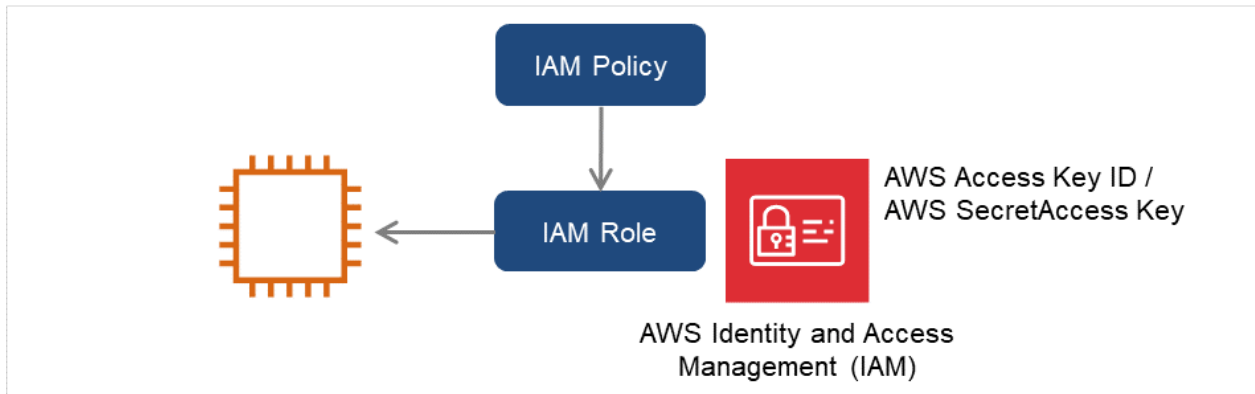 IAM Policy
IAM Role
AWS Access Key ID /
AWS SecretAccess Key
AWS Identity and Access
Management (IAM)